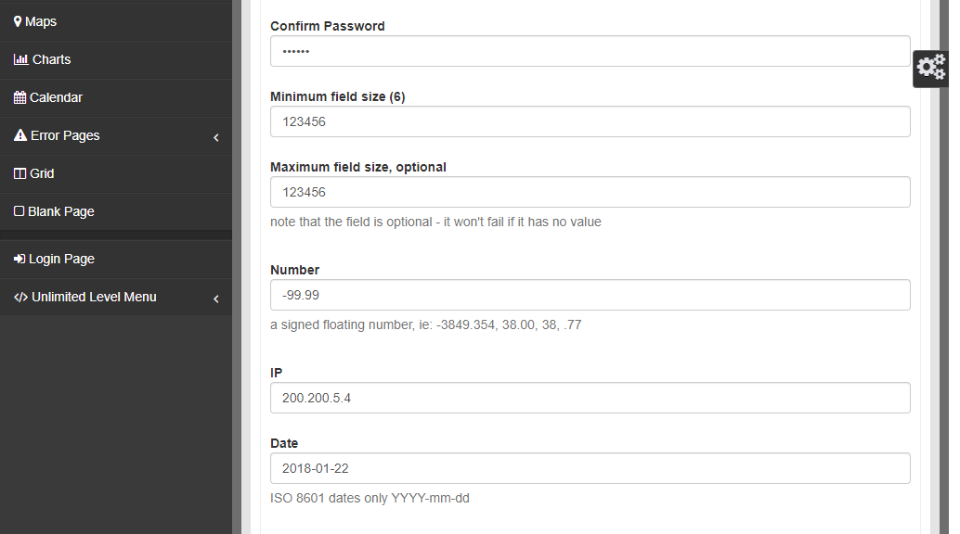 Maps
Charts
Calendar
Error Pages
Grid
Blank Page
Login Page
Unlimited Level Menu
Confirm Password
••••••
Minimum field size (6)
123456
Maximum field size, optional
123456
note that the field is optional - it won't fail if it has no value
Number
-99.99
a signed floating number, ie: -3849.354, 38.00, 38, .77
IP
200.200.5.4
Date
2018-01-22
ISO 8601 dates only YYYY-mm-dd